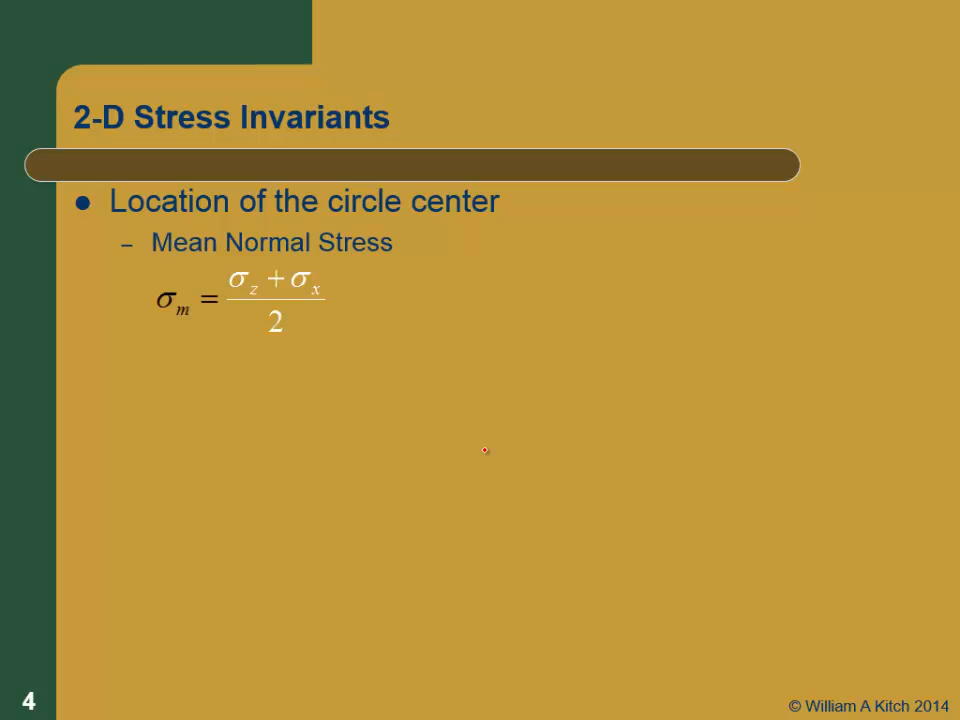 2-D Stress Invariants
● Location of the circle center
– Mean Normal Stress
σm = (σz + σx) / 2
4
© William A Kitch 2014